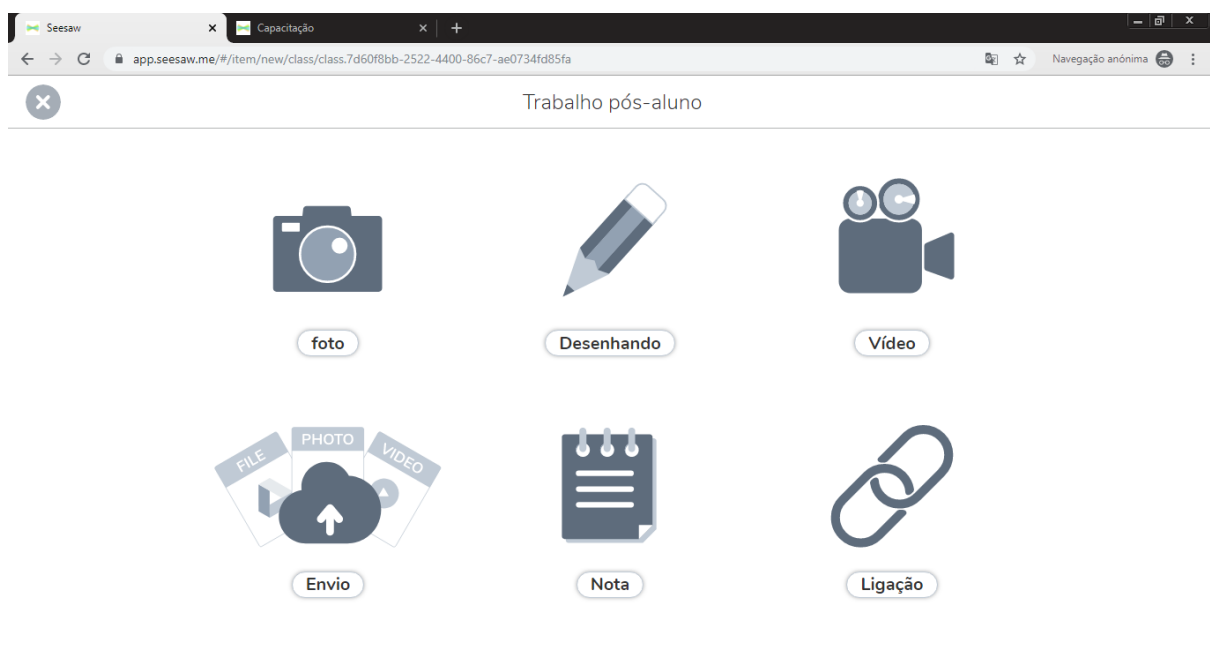 Seesaw
Capacitação
app.seesaw.me/#/item/new/class/class.7d60f8bb-2522-4400-86c7-ae0734fd85fa
Navegação anónima
Trabalho pós-aluno
foto
Desenhando
Vídeo
FILE
PHOTO
VIDEO
Envio
Nota
Ligação